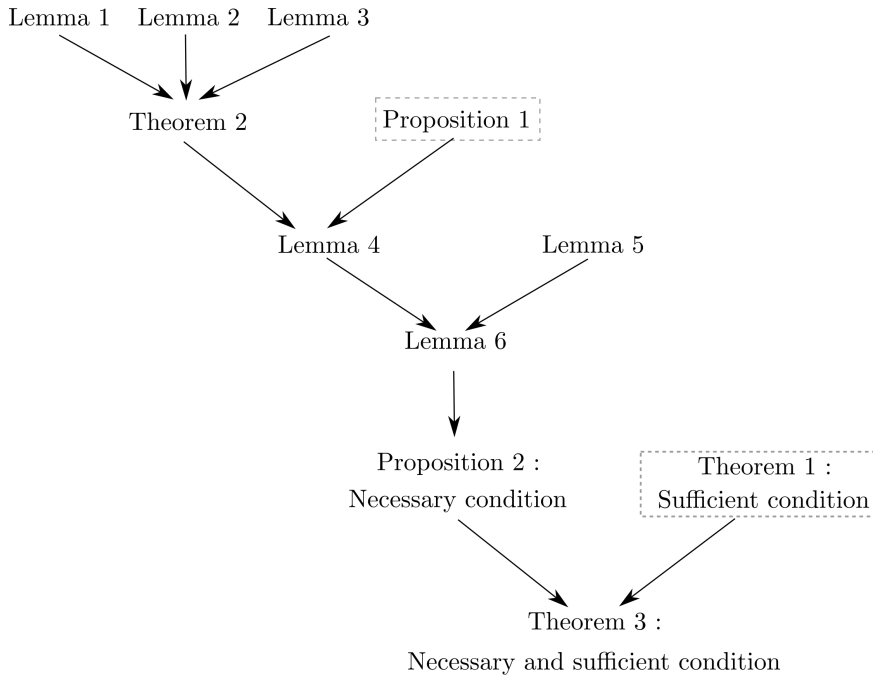 Lemma 1 Lemma 2 Lemma 3
Theorem 2
Proposition 1
Lemma 4
Lemma 5
Lemma 6
Proposition 2 :
Necessary condition
Theorem 1 :
Sufficient condition
Theorem 3 :
Necessary and sufficient condition